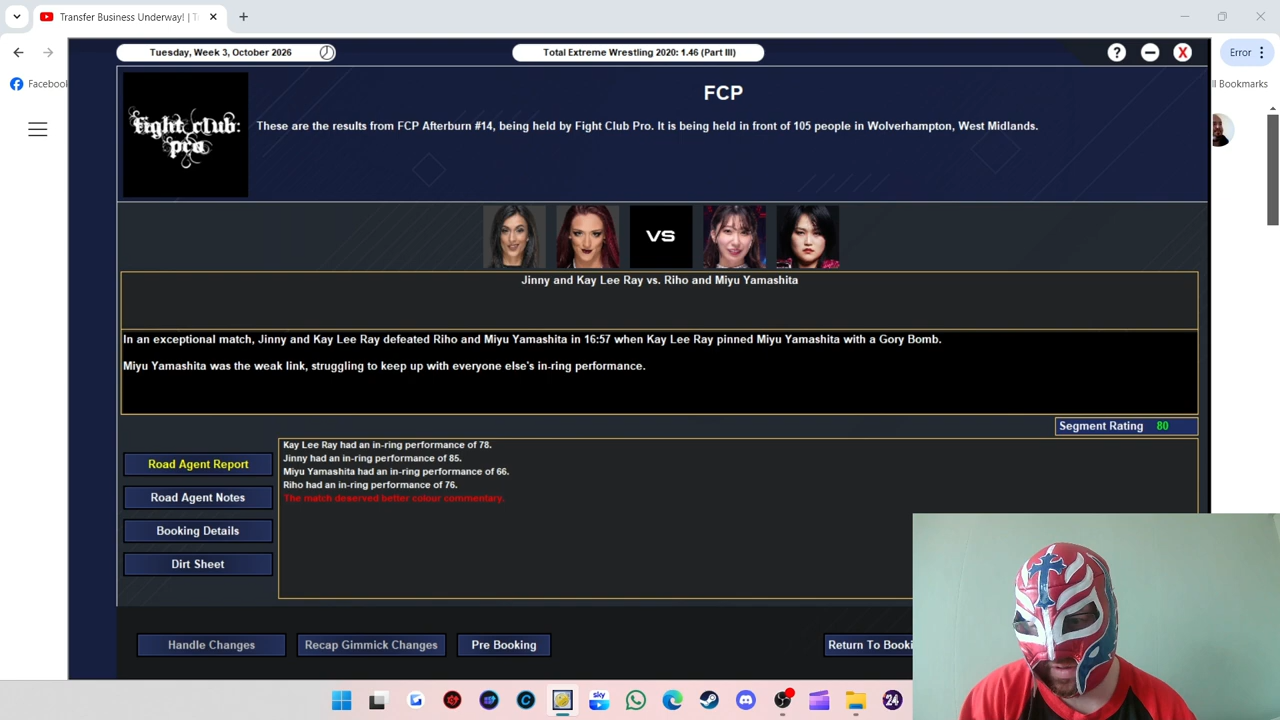 Transfer Business Underway! | T
Tuesday, Week 3, October 2026
Total Extreme Wrestling 2020: 1.46 (Part III)
?
X
Error
Facebook
ll Bookmarks
fight club:
pro
FCP
These are the results from FCP Afterburn #14, being held by Fight Club Pro. It is being held in front of 105 people in Wolverhampton, West Midlands.
VS
Jinny and Kay Lee Ray vs. Riho and Miyu Yamashita
In an exceptional match, Jinny and Kay Lee Ray defeated Riho and Miyu Yamashita in 16:57 when Kay Lee Ray pinned Miyu Yamashita with a Gory Bomb.
Miyu Yamashita was the weak link, struggling to keep up with everyone else's in-ring performance.
Segment Rating 80
Road Agent Report
Road Agent Notes
Booking Details
Dirt Sheet
Kay Lee Ray had an in-ring performance of 78.
Jinny had an in-ring performance of 85.
Miyu Yamashita had an in-ring performance of 66.
Riho had an in-ring performance of 76.
The match deserved better colour commentary.
Handle Changes
Recap Gimmick Changes
Pre Booking
Return To Booki
sky
24